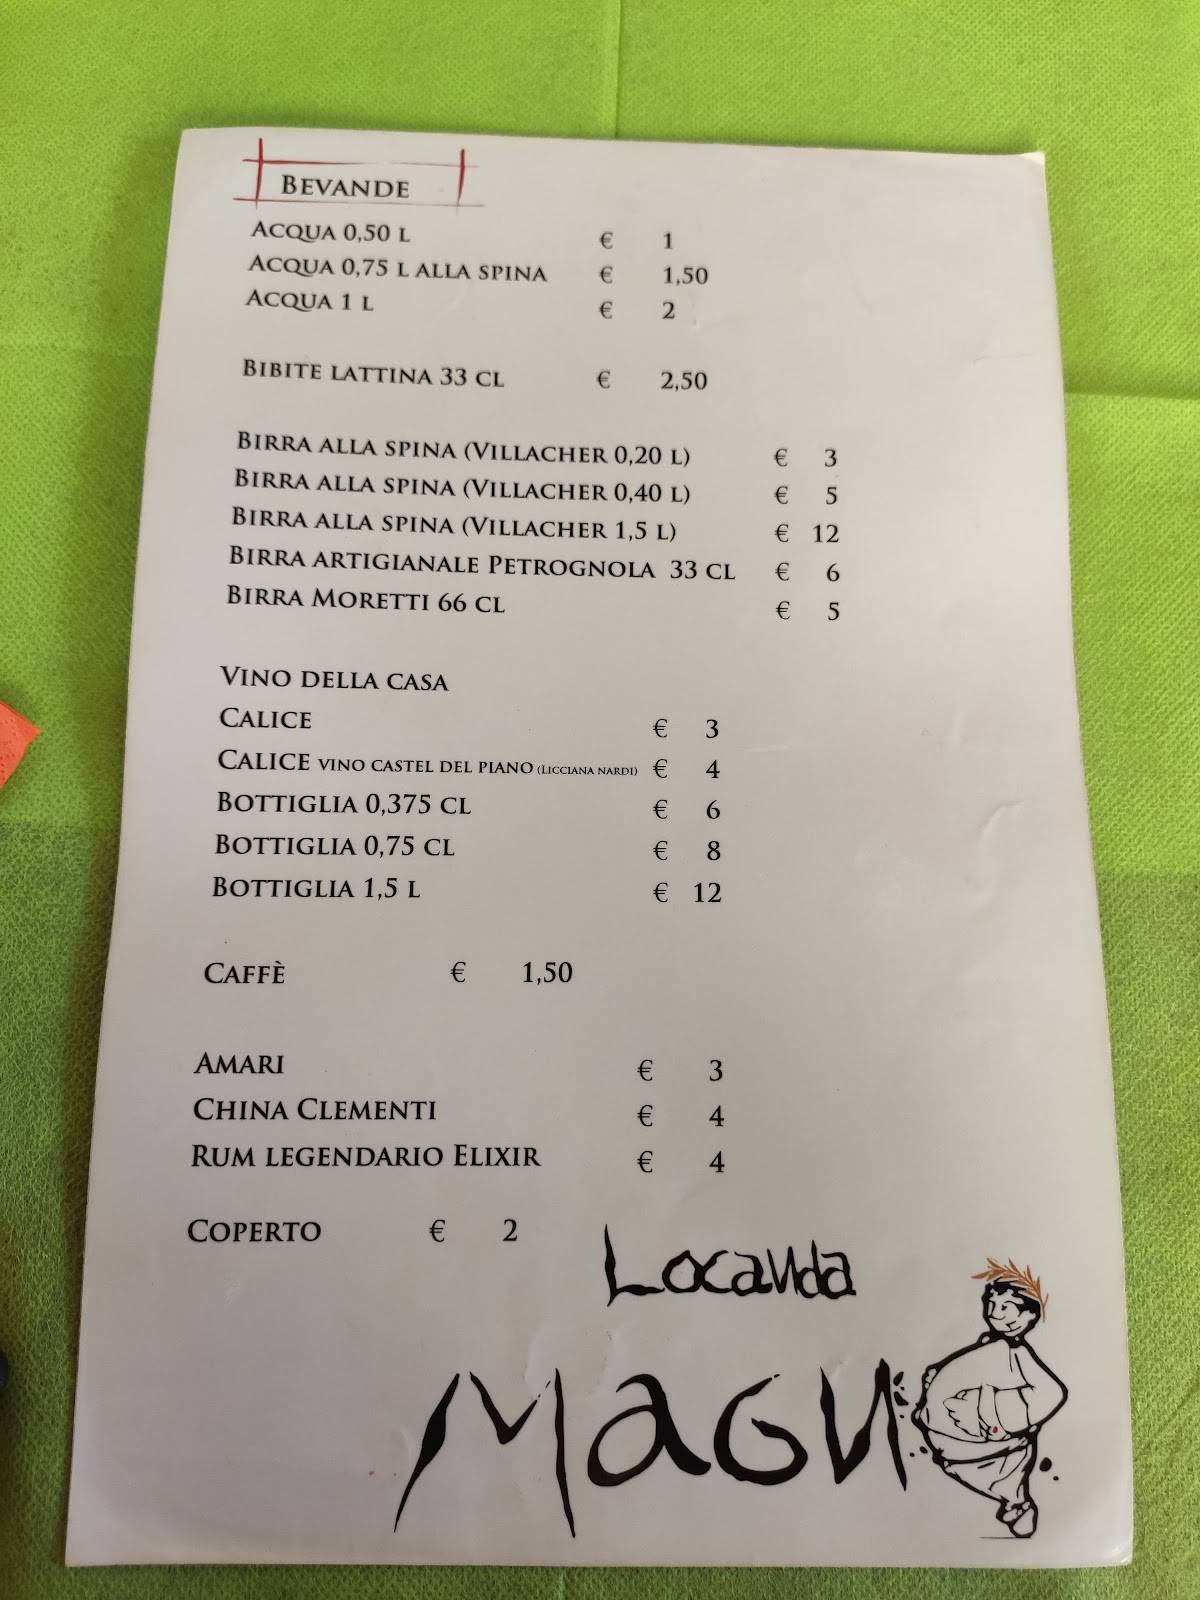 Bevande
Acqua 0,50 l € 1
Acqua 0,75 l alla spina € 1,50
Acqua 1 l € 2
Bibite lattina 33 cl € 2,50
Birra alla spina (Villacher 0,20 l) € 3
Birra alla spina (Villacher 0,40 l) € 5
Birra alla spina (Villacher 1,5 l) € 12
Birra artigianale Petrognola 33 cl € 6
Birra Moretti 66 cl € 5
Vino della casa
Calice € 3
Calice vino Castel del Piano (Licciana Nardi) € 4
Bottiglia 0,375 cl € 6
Bottiglia 0,75 cl € 8
Bottiglia 1,5 l € 12
Caffè € 1,50
Amari € 3
China Clementi € 4
Rum legendario Elixir € 4
Coperto € 2
Locanda
Magn